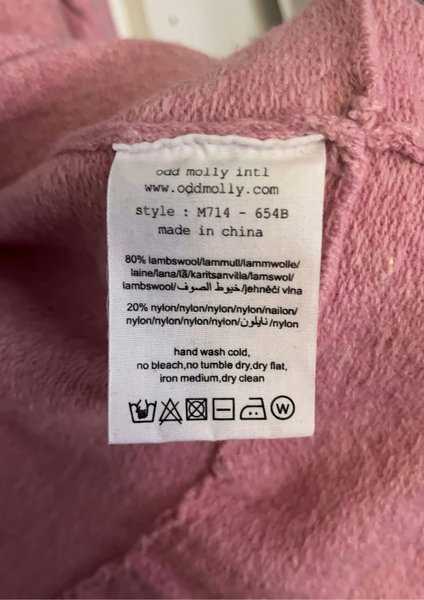 odd molly intl
www.oddmolly.com
style : M714 - 654B
made in china
80% lambswool/lammull/lammwolle/
laine/lana/lã/karitsanvilla/lamswol/
lambswool/خيوط الصوف/jehněčí vlna
20% nylon/nylon/nylon/nylon/nailon/
nylon/nylon/nylon/nylon/نايلون/nylon
hand wash cold,
no bleach,no tumble dry,dry flat,
iron medium,dry clean
W